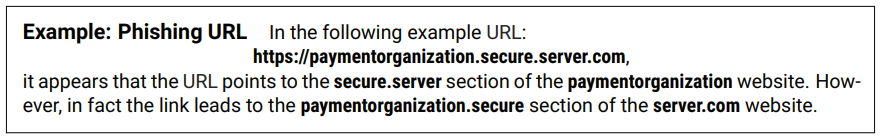 Example: Phishing URL In the following example URL:
https://paymentorganization.secure.server.com,
it appears that the URL points to the secure.server section of the paymentorganization website. How-
ever, in fact the link leads to the paymentorganization.secure section of the server.com website.